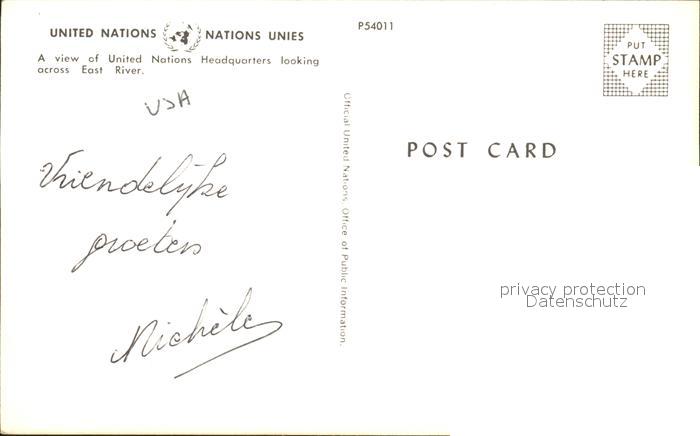 UNITED NATIONS NATIONS UNIES
A view of United Nations Headquarters looking
across East River.
USA
Vriendelijke
groeten
Michèle
Official United Nations, Office of Public Information.
P54011
PUT
STAMP
HERE
POST CARD
privacy protection
Datenschutz